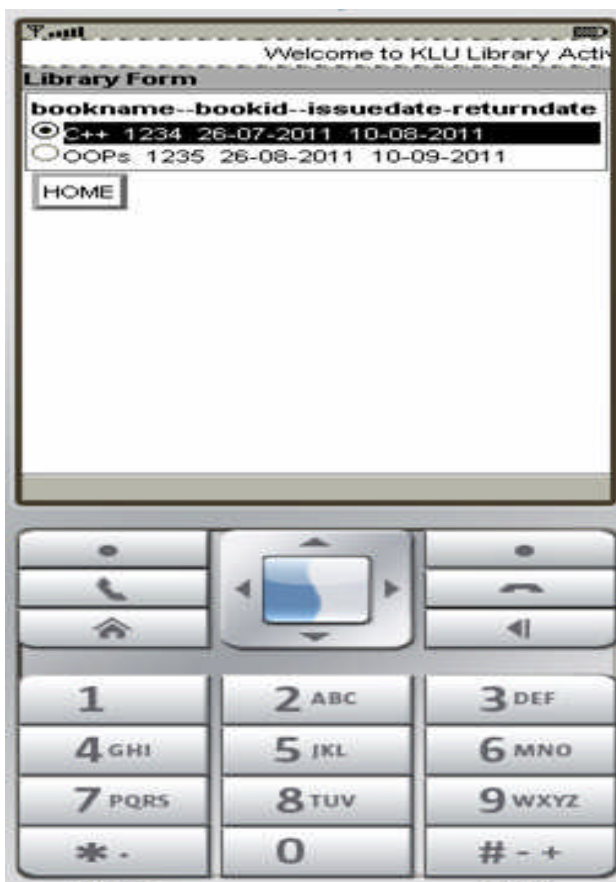 Welcome to KLU Library Activ
Library Form
bookname--bookid--issuedate-returndate
C++ 1234 26-07-2011 10-08-2011
OOPs 1235 26-08-2011 10-09-2011
HOME
1 2 ABC 3 DEF
4 GHI 5 JKL 6 MNO
7 PQRS 8 TUV 9 WXYZ
* . 0 # - +